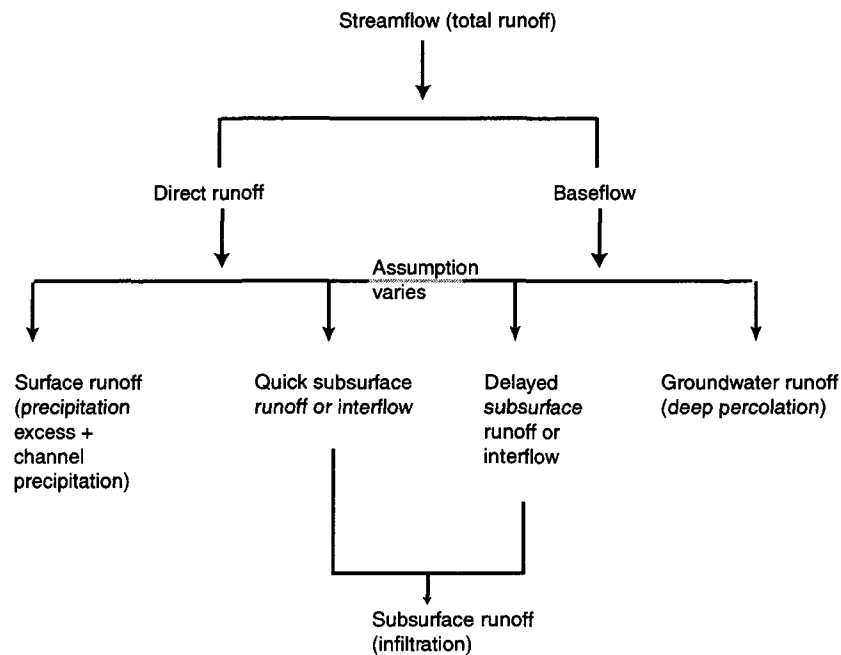 Streamflow (total runoff)
Direct runoff
Baseflow
Assumption
varies
Surface runoff
(precipitation
excess +
channel
precipitation)
Quick subsurface
runoff or interflow
Delayed
subsurface
runoff or
interflow
Groundwater runoff
(deep percolation)
Subsurface runoff
(infiltration)